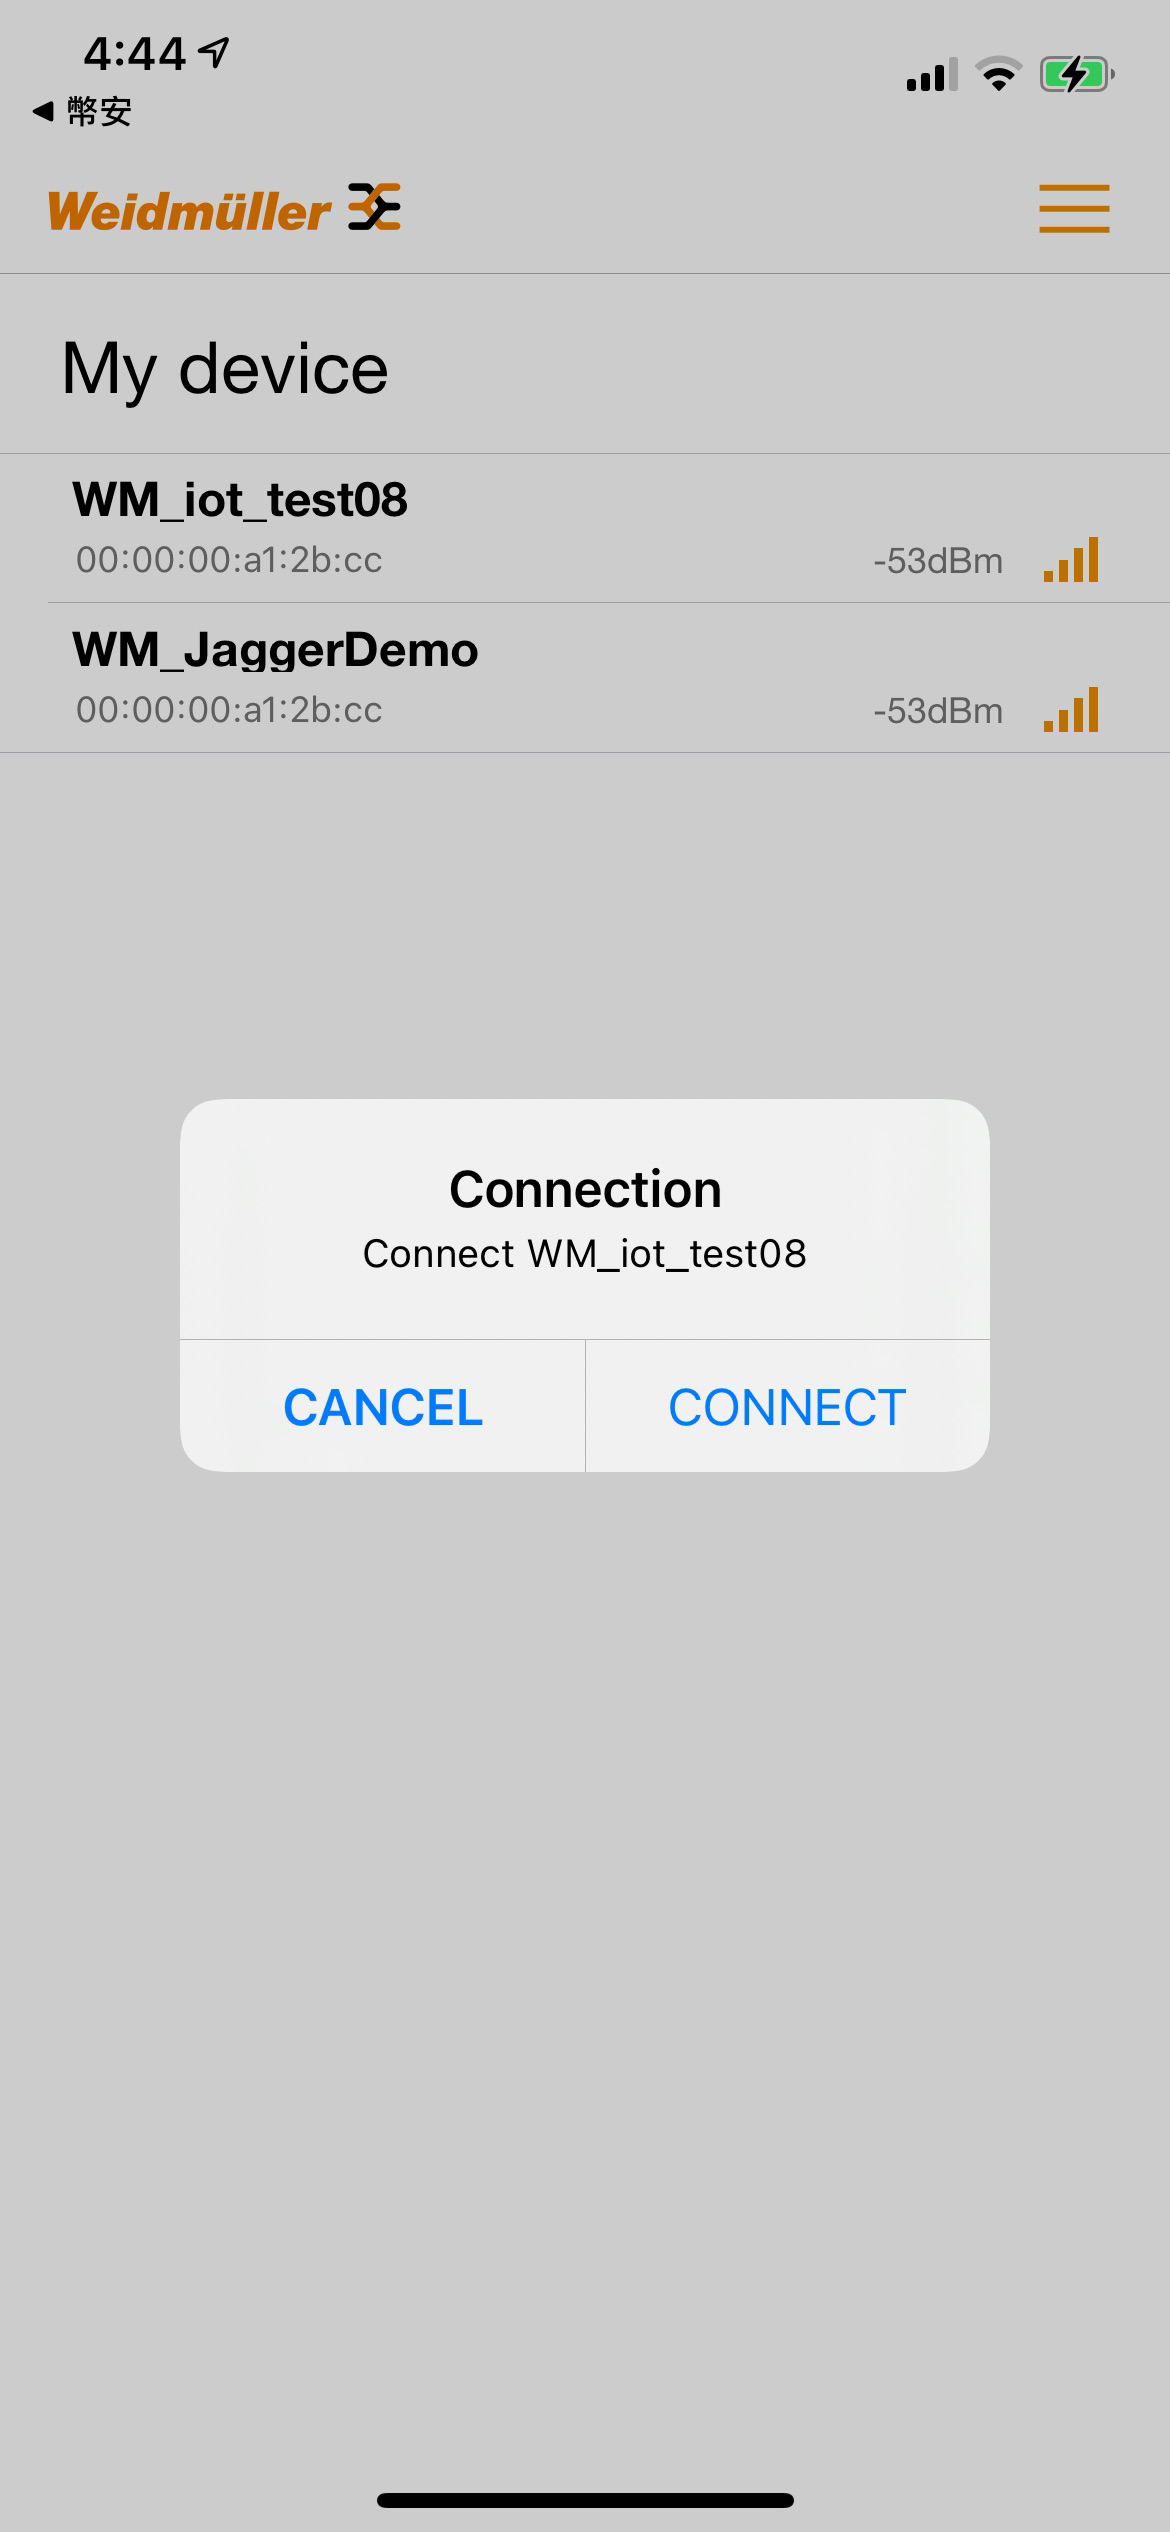 4:44
幣安
Weidmüller
My device
WM_iot_test08
00:00:00:a1:2b:cc
-53dBm
WM_JaggerDemo
00:00:00:a1:2b:cc
-53dBm
Connection
Connect WM_iot_test08
CANCEL
CONNECT